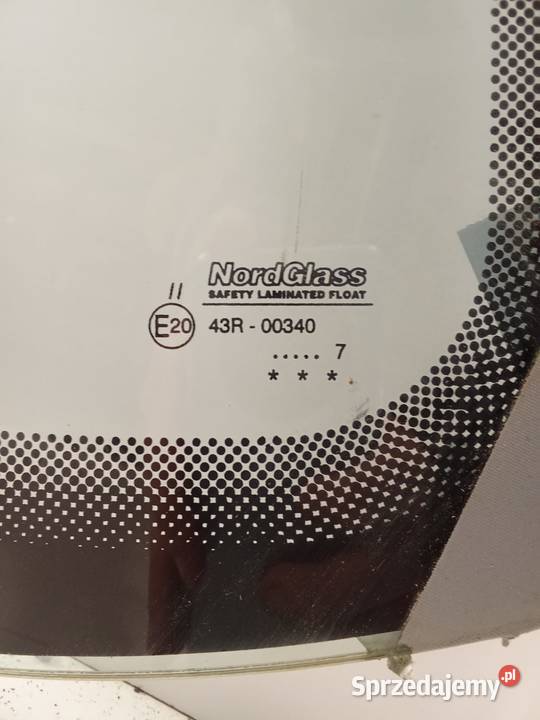 NordGlass
SAFETY LAMINATED FLOAT
II
E20 43R - 00340
..... 7
* * *
Sprzedajemy.pl